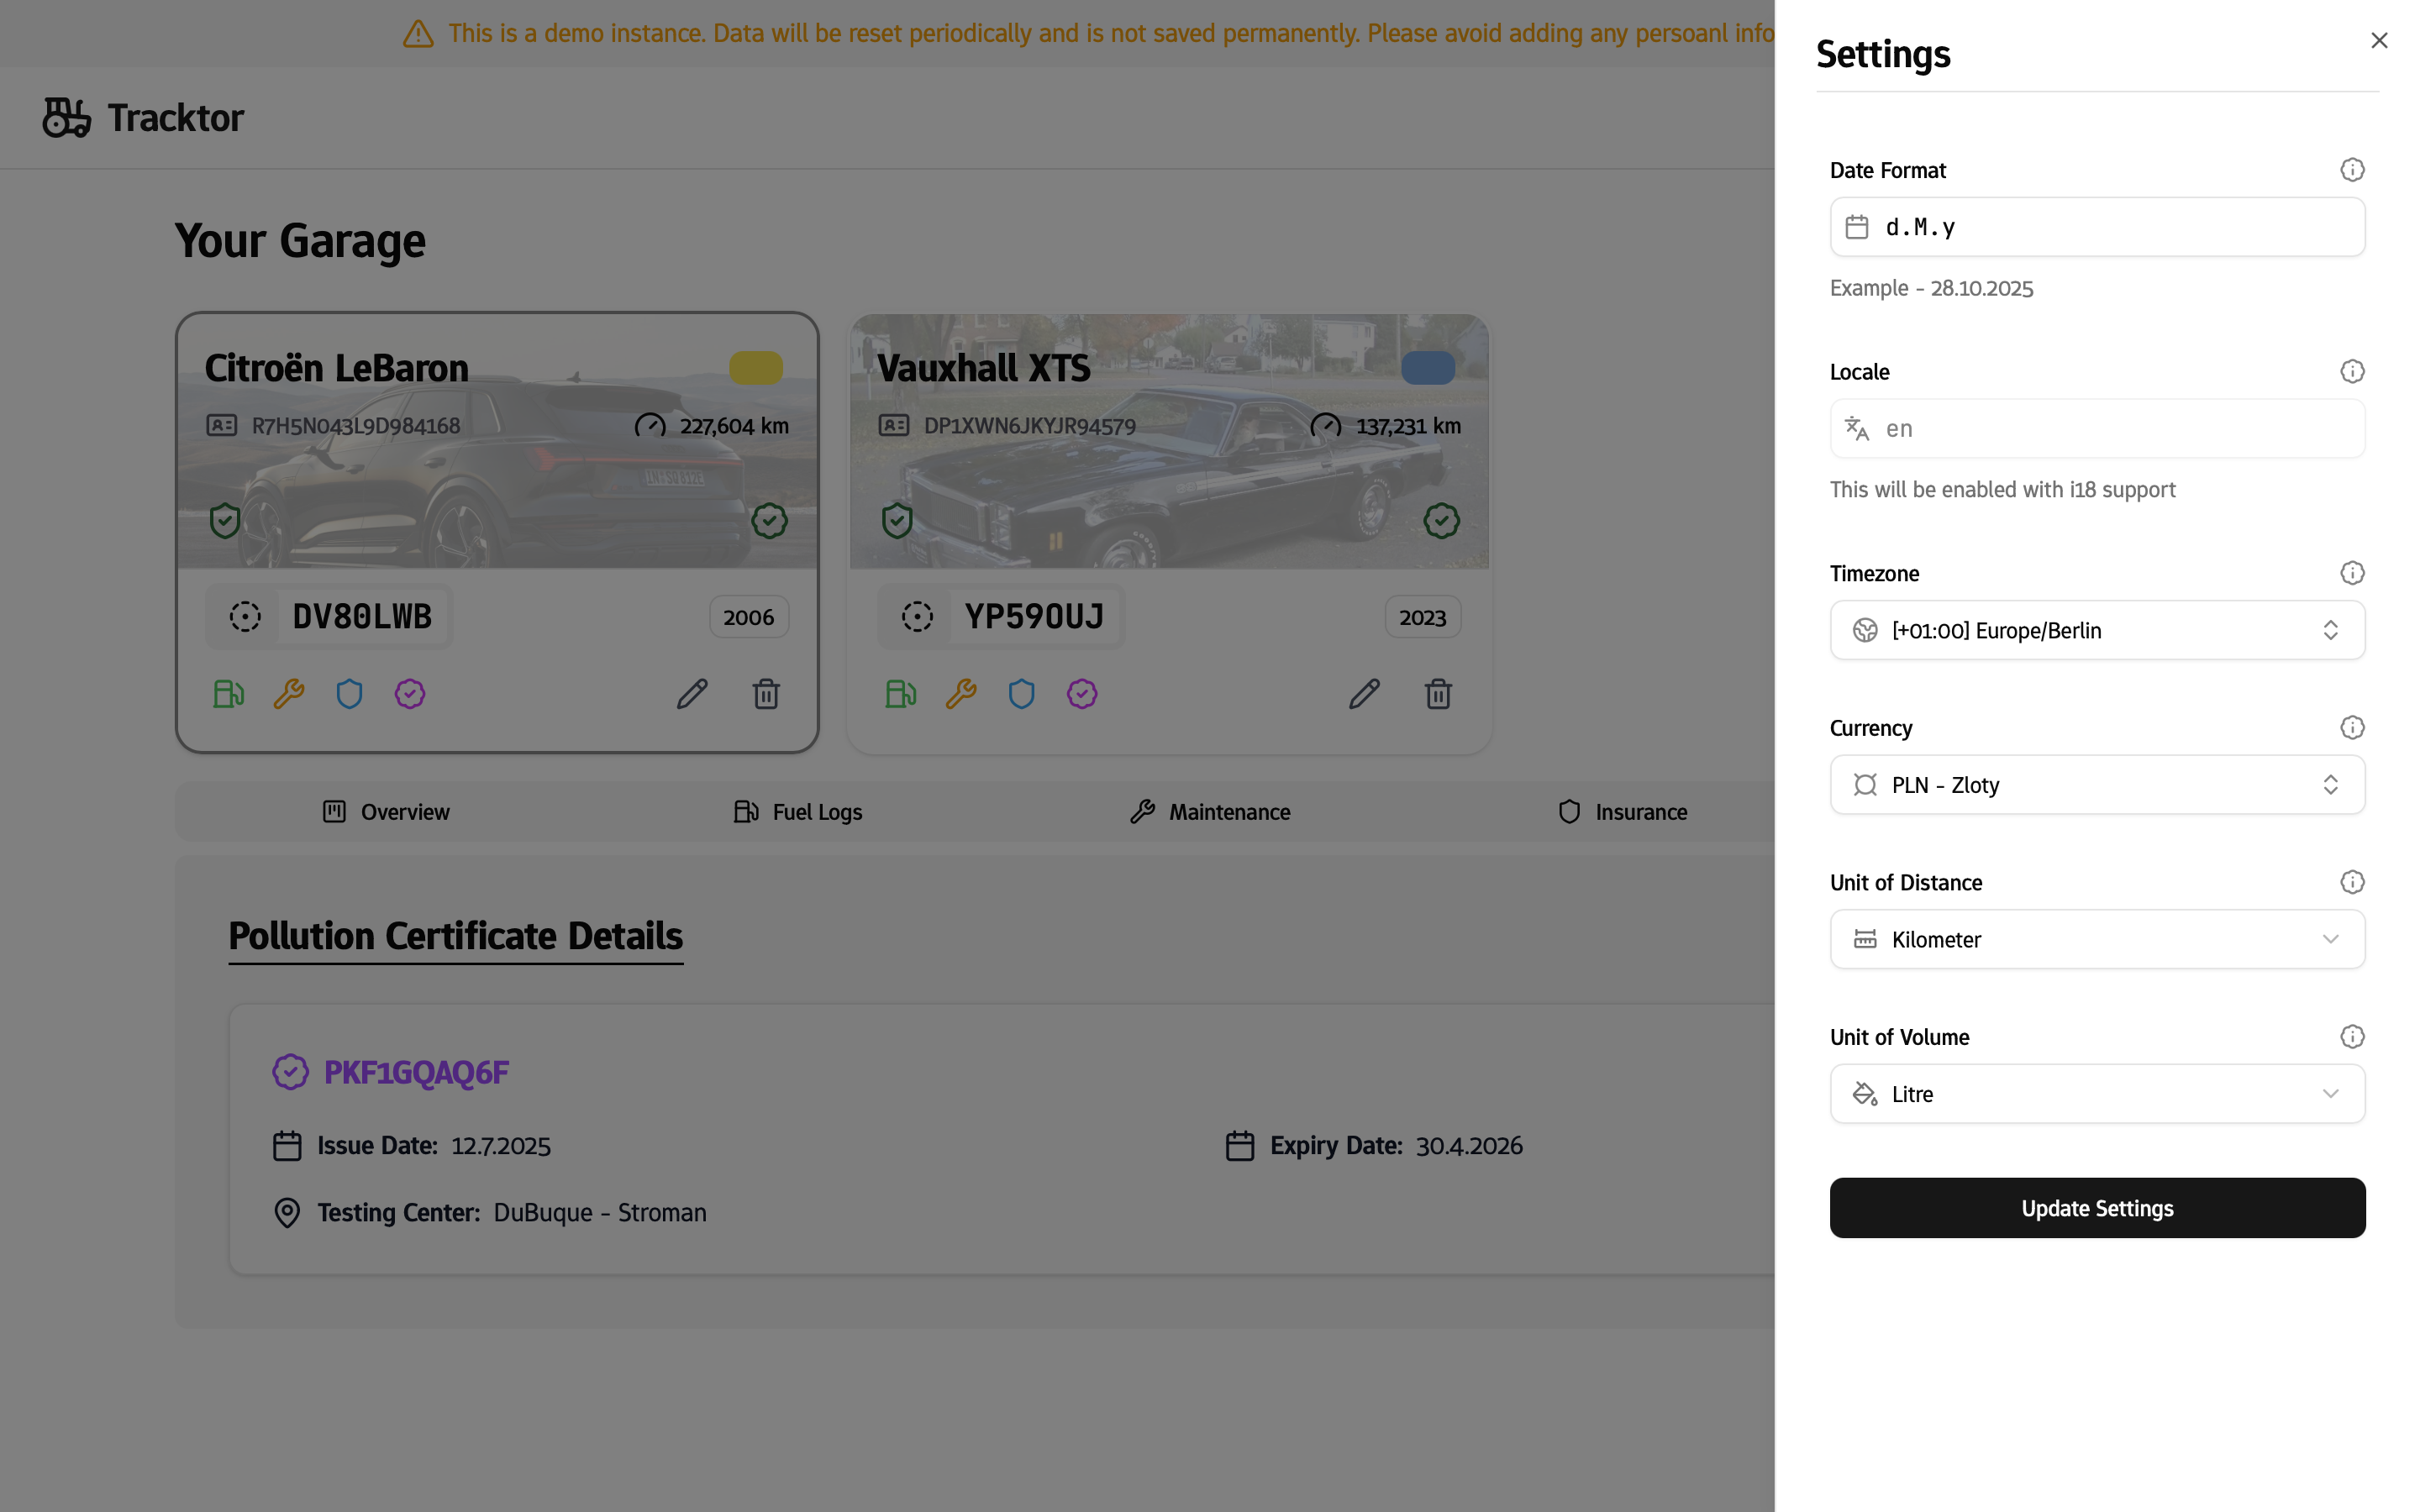 This is a demo instance. Data will be reset periodically and is not saved permanently. Please avoid adding any persoanl info
Tracktor
Your Garage
Citroën LeBaron
R7H5N043L9D984168
227,604 km
DV80LWB
2006
Vauxhall XTS
DP1XWN6JKYJR94579
137,231 km
YP59OUJ
2023
Overview
Fuel Logs
Maintenance
Insurance
Pollution Certificate Details
PKF1GQAQ6F
Issue Date: 12.7.2025
Expiry Date: 30.4.2026
Testing Center: DuBuque - Stroman
Settings
Date Format
d.M.y
Example - 28.10.2025
Locale
en
This will be enabled with i18 support
Timezone
[+01:00] Europe/Berlin
Currency
PLN - Zloty
Unit of Distance
Kilometer
Unit of Volume
Litre
Update Settings